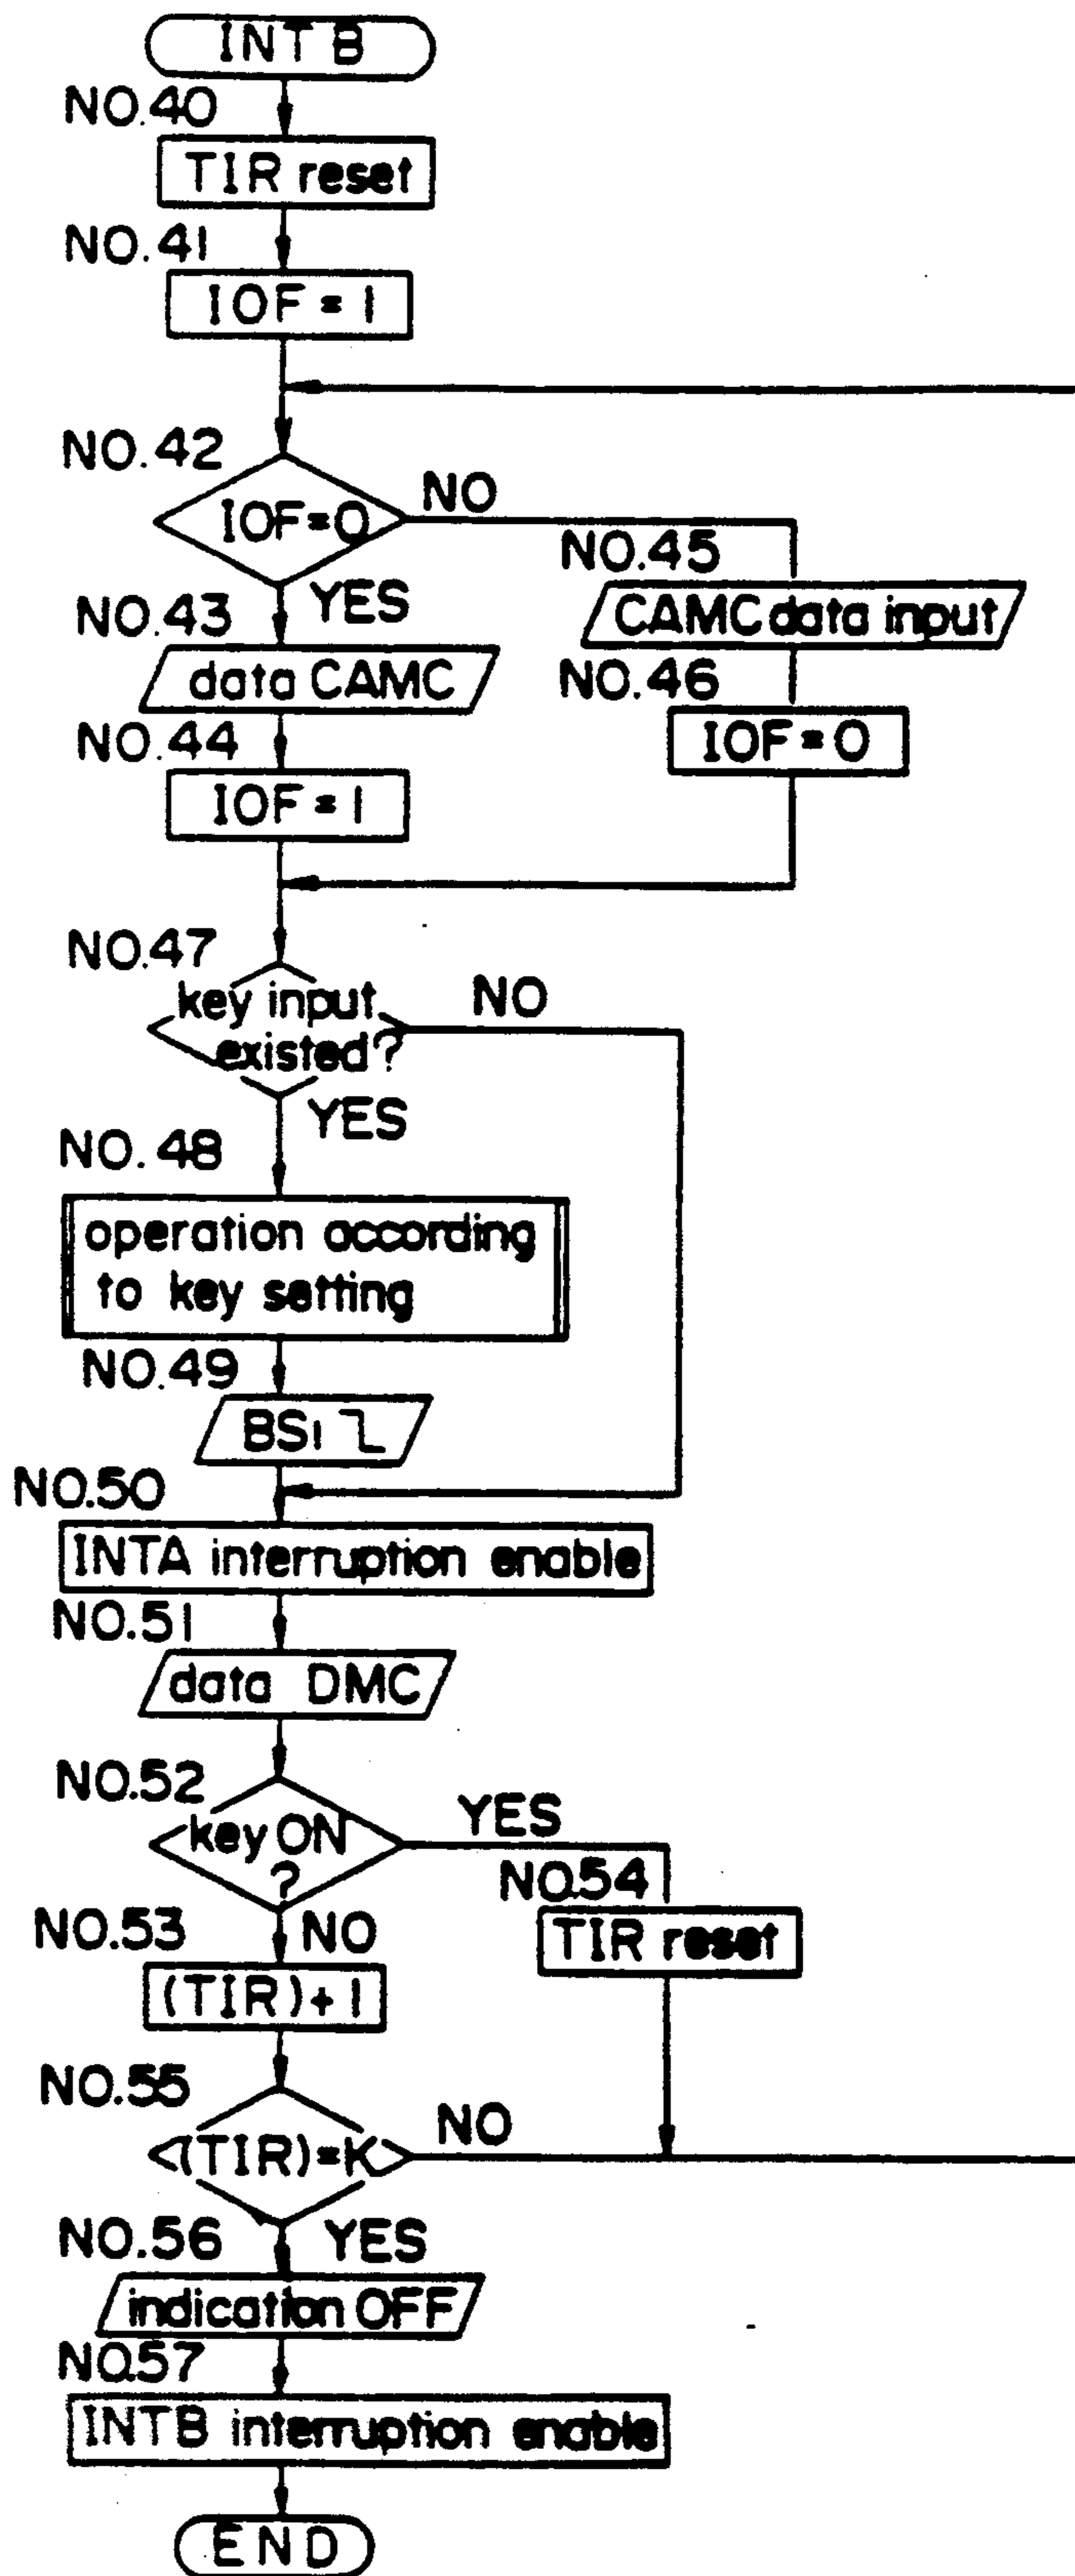 INT B
NO.40
TIR reset
NO.41
IOF = 1
NO.42
IOF=0
NO
YES
NO.45
CAMC data input
NO.43
data CAMC
NO.46
IOF = 0
NO.44
IOF = 1
NO.47
key input
existed?
NO
YES
NO.48
operation according
to key setting
NO.49
BS1
NO.50
INTA interruption enable
NO.51
data DMC
NO.52
key ON
?
YES
NO.54
TIR reset
NO.53
NO
(TIR)+1
NO.55
(TIR)=K
NO
NO.56
YES
indication OFF
NO.57
INTB interruption enable
END